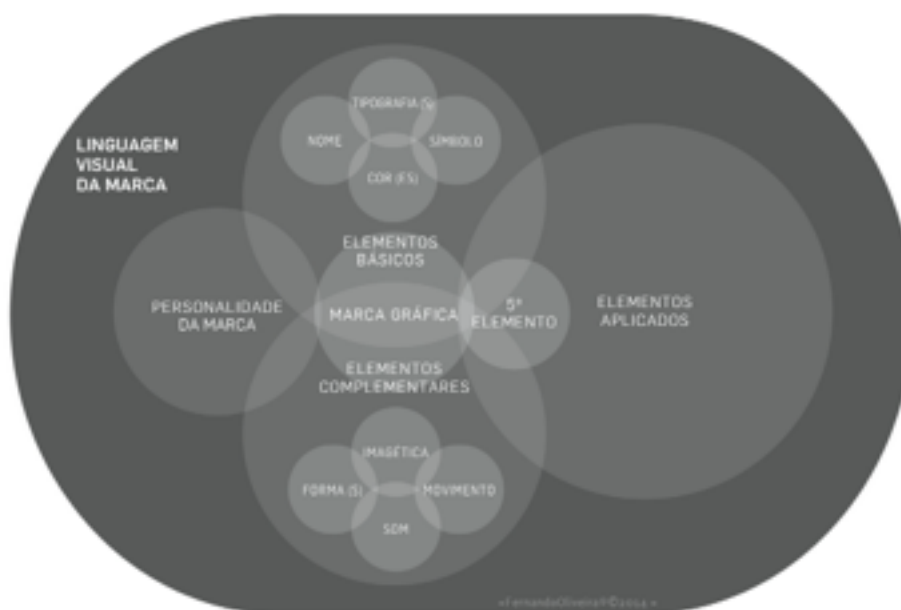 LINGUAGEM
VISUAL
DA MARCA
TIPOGRAFIA (S)
NOME
SÍMBOLO
COR (ES)
ELEMENTOS
BÁSICOS
PERSONALIDADE
DA MARCA
MARCA GRÁFICA
5º
ELEMENTO
ELEMENTOS
APLICADOS
ELEMENTOS
COMPLEMENTARES
IMAGÉTICA
FORMA (S)
MOVIMENTO
SOM